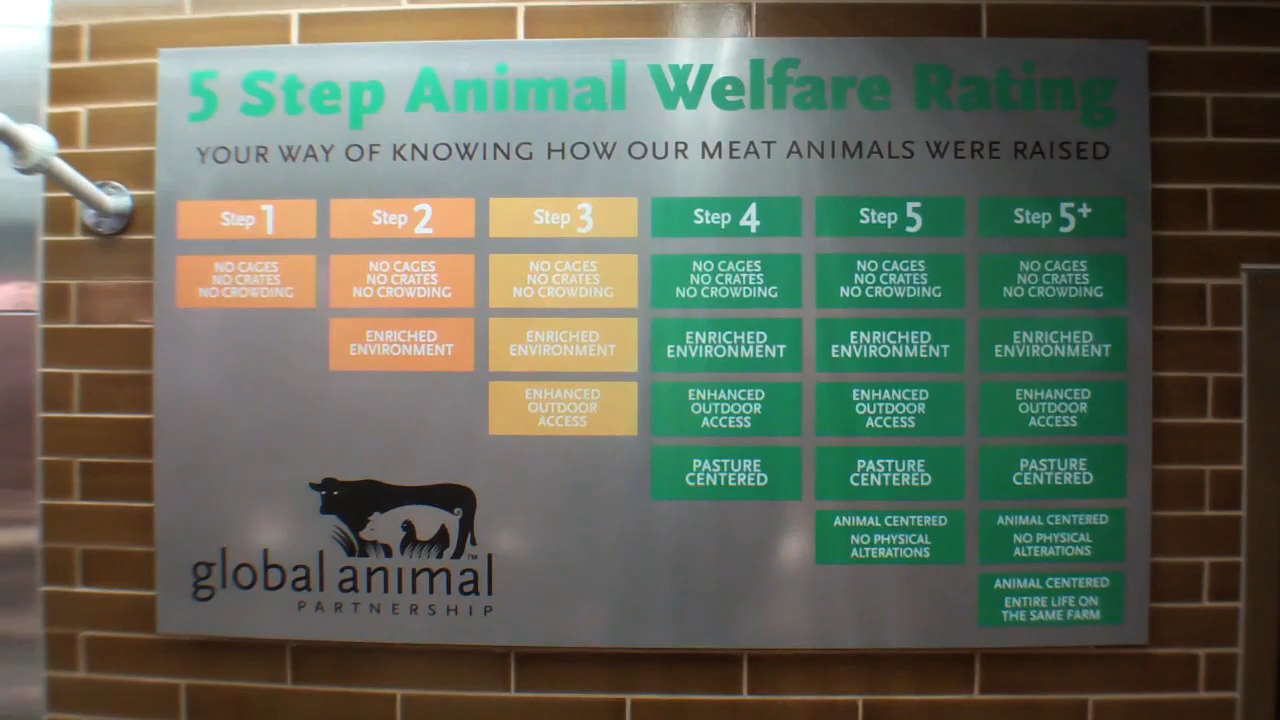 5 Step Animal Welfare Rating
YOUR WAY OF KNOWING HOW OUR MEAT ANIMALS WERE RAISED
Step 1
NO CAGES
NO CRATES
NO CROWDING
Step 2
NO CAGES
NO CRATES
NO CROWDING
ENRICHED
ENVIRONMENT
Step 3
NO CAGES
NO CRATES
NO CROWDING
ENRICHED
ENVIRONMENT
ENHANCED
OUTDOOR
ACCESS
Step 4
NO CAGES
NO CRATES
NO CROWDING
ENRICHED
ENVIRONMENT
ENHANCED
OUTDOOR
ACCESS
PASTURE
CENTERED
Step 5
NO CAGES
NO CRATES
NO CROWDING
ENRICHED
ENVIRONMENT
ENHANCED
OUTDOOR
ACCESS
PASTURE
CENTERED
ANIMAL CENTERED
NO PHYSICAL
ALTERATIONS
Step 5+
NO CAGES
NO CRATES
NO CROWDING
ENRICHED
ENVIRONMENT
ENHANCED
OUTDOOR
ACCESS
PASTURE
CENTERED
ANIMAL CENTERED
NO PHYSICAL
ALTERATIONS
ANIMAL CENTERED
ENTIRE LIFE ON
THE SAME FARM
global animal™
PARTNERSHIP